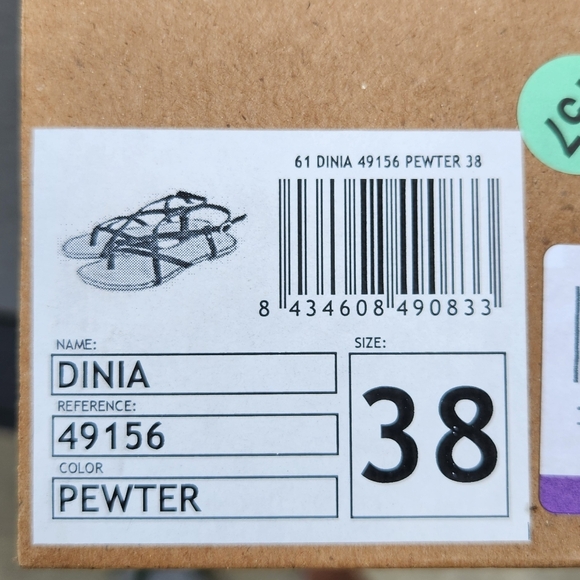 61 DINIA 49156 PEWTER 38
8 434608 490833
NAME:
DINIA
REFERENCE:
49156
COLOR
PEWTER
SIZE:
38